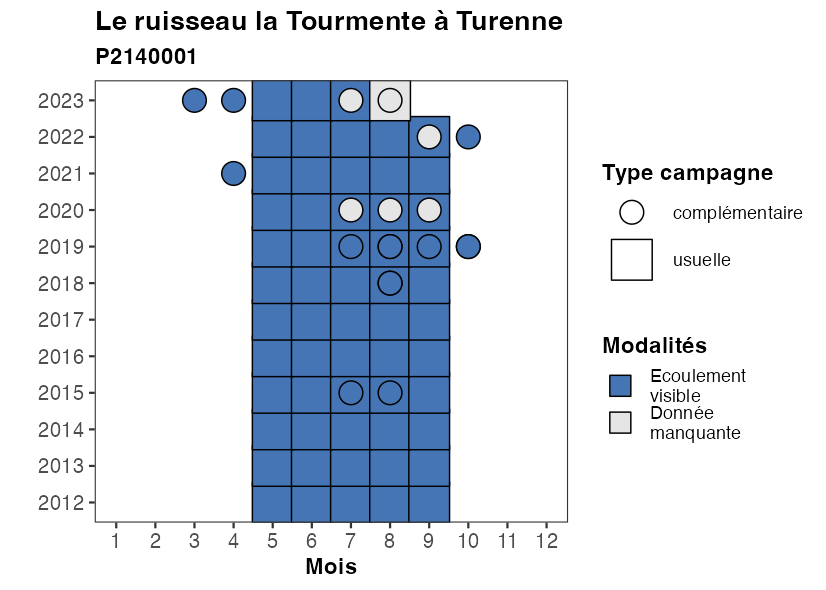 Le ruisseau la Tourmente à Turenne
P2140001
2023
2022
2021
2020
2019
2018
2017
2016
2015
2014
2013
2012
1 2 3 4 5 6 7 8 9 10 11 12
Mois
Type campagne
complémentaire
usuelle
Modalités
Ecoulement
visible
Donnée
manquante